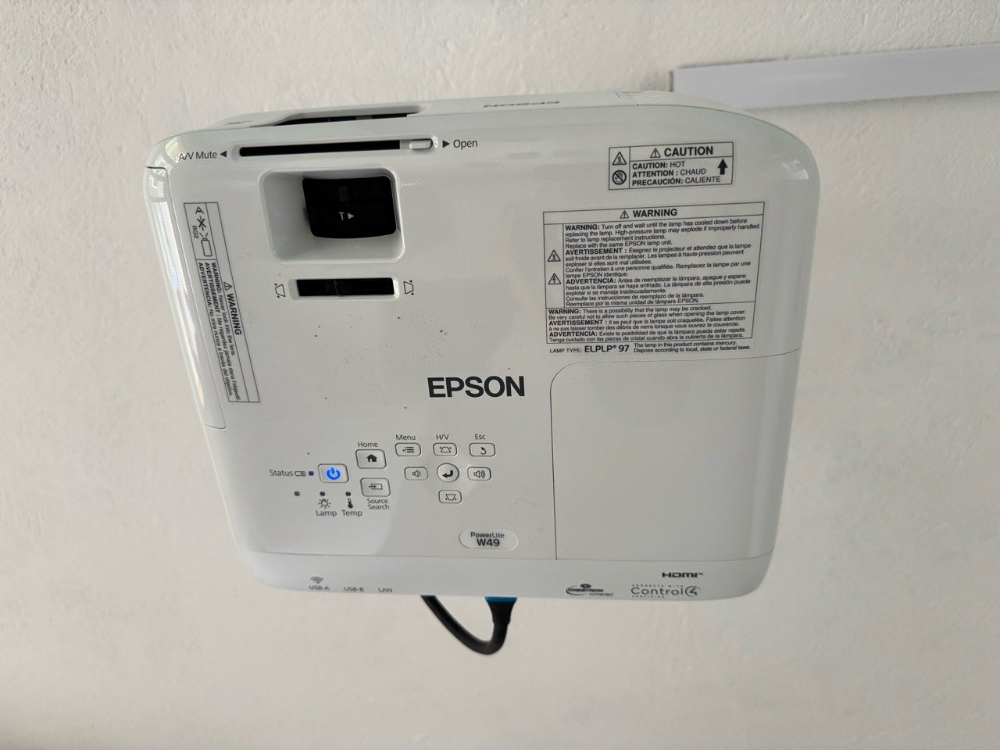 EPSON
A/V Mute ◀
▶ Open
T ▶
CAUTION
CAUTION: HOT
ATTENTION : CHAUD
PRECAUCIÓN: CALIENTE
RG2
WARNING
WARNING: Never look into the lens.
AVERTISSEMENT : Ne regardez jamais dans l'objectif.
ADVERTENCIA: No mire nunca a través del objetivo.
WARNING
WARNING: Turn off and wait until the lamp has cooled down before
replacing the lamp. High-pressure lamp may explode if improperly handled.
Refer to lamp replacement instructions.
Replace with the same EPSON lamp unit.
AVERTISSEMENT : Éteignez le projecteur et attendez que la lampe
soit froide avant de la remplacer. Les lampes à haute pression peuvent
exploser si elles sont mal utilisées.
Confier l'entretien à une personne qualifiée. Remplacez la lampe par une
lampe EPSON identique.
ADVERTENCIA: Antes de reemplazar la lámpara, apague y espere
hasta que la lámpara se haya enfriado. La lámpara de alta presión puede
explotar si se maneja inadecuadamente.
Consulte las instrucciones de reemplazo de la lámpara.
Reemplace por la misma unidad de lámpara EPSON.
WARNING: There is a possibility that the lamp may be cracked.
Be very careful not to allow such pieces of glass when opening the lamp cover.
AVERTISSEMENT : Il se peut que la lampe soit craquelée. Faites attention
à ne pas laisser tomber des débris de verre lorsque vous ouvrez le couvercle.
ADVERTENCIA: Existe la posibilidad de que la lámpara pueda estar rajada.
Tenga cuidado con las piezas de cristal cuando abra la cubierta de la lámpara.
LAMP TYPE: ELPLP® 97 The lamp in this product contains mercury.
Dispose according to local, state or federal laws.
EPSON
Menu
H/V
Esc
Home
Status
Source
Search
Lamp
Temp
PowerLite
W49
USB-A
USB-B
LAN
CRESTRON
connected
CONNECTS WITH
Control4
CERTIFIED
HDMI™